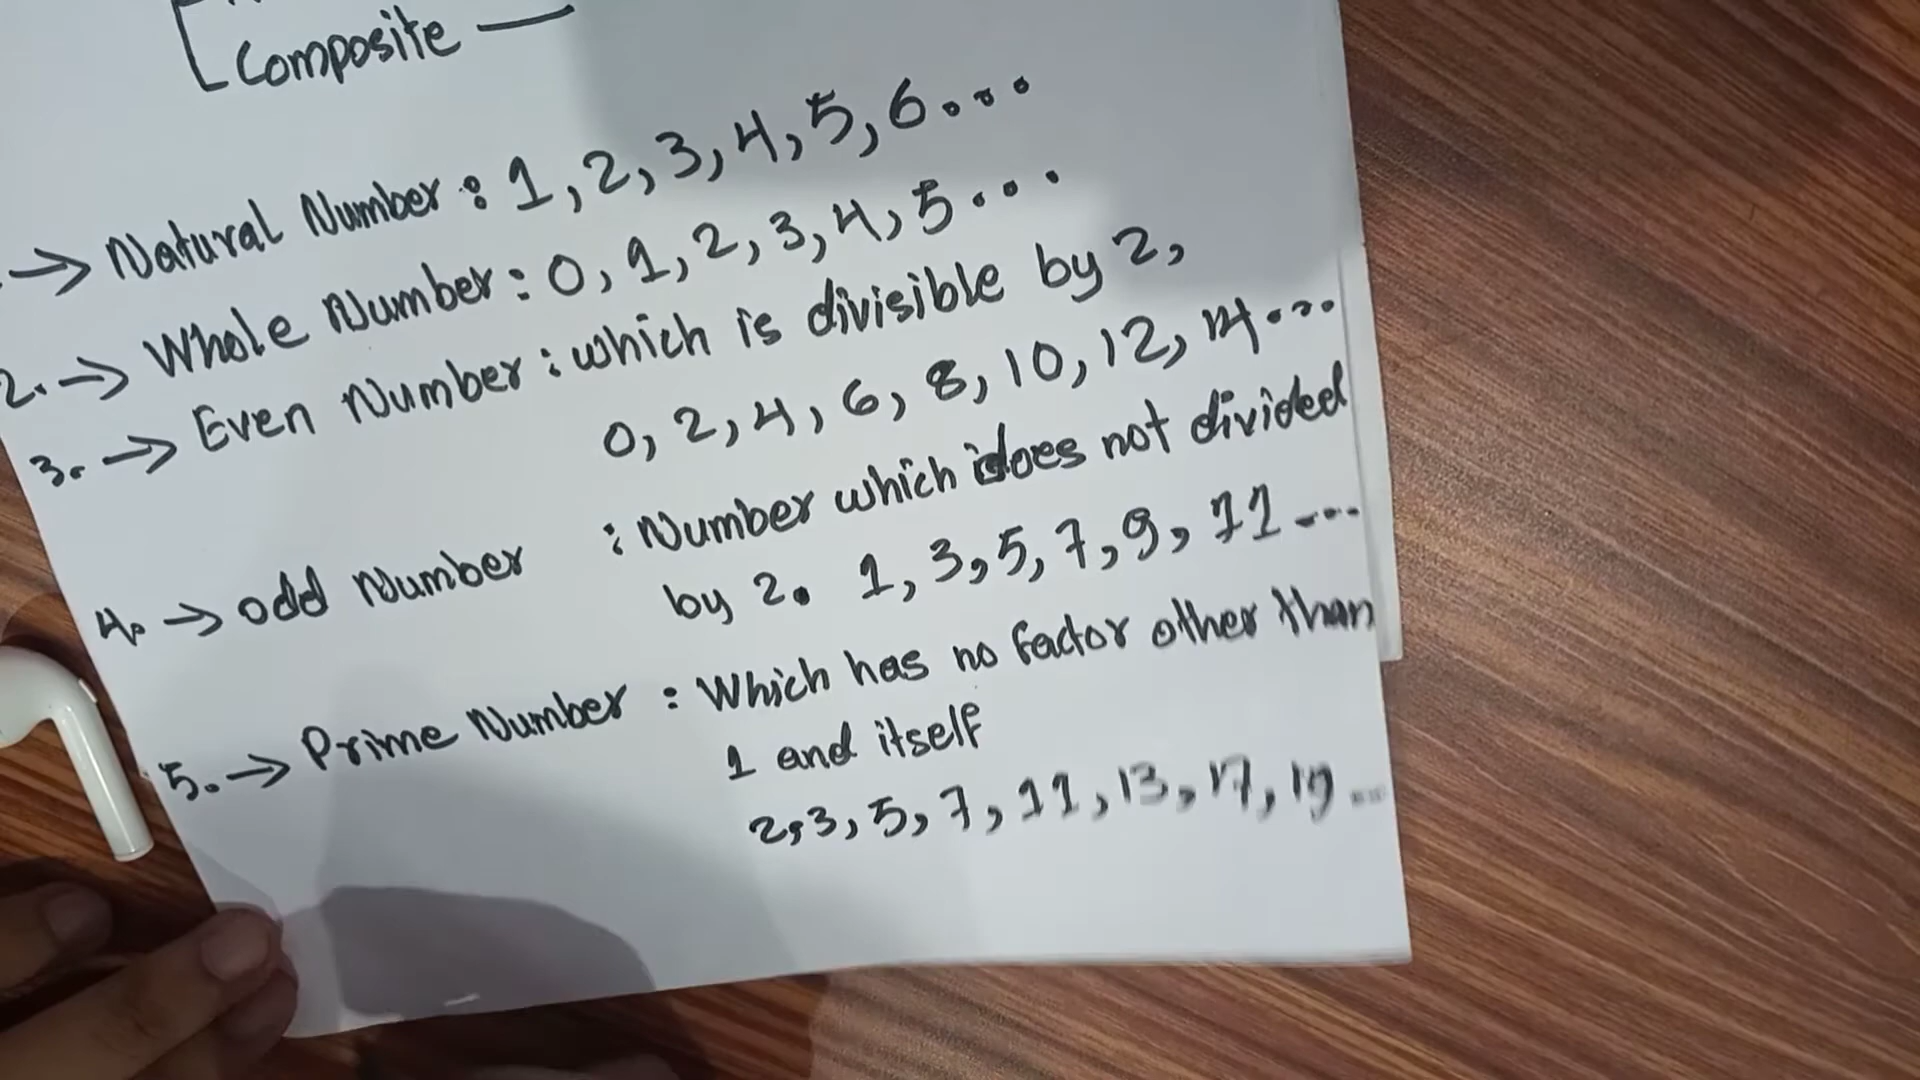 Composite —
→ Natural Number : 1, 2, 3, 4, 5, 6...
2. → Whole Number : 0, 1, 2, 3, 4, 5...
3. → Even Number : which is divisible by 2,
0, 2, 4, 6, 8, 10, 12, 14...
4. → odd Number : Number which does not divided
by 2. 1, 3, 5, 7, 9, 11 ...
5. → Prime Number : Which has no factor other than
1 and itself
2, 3, 5, 7, 11, 13, 17, 19 ...